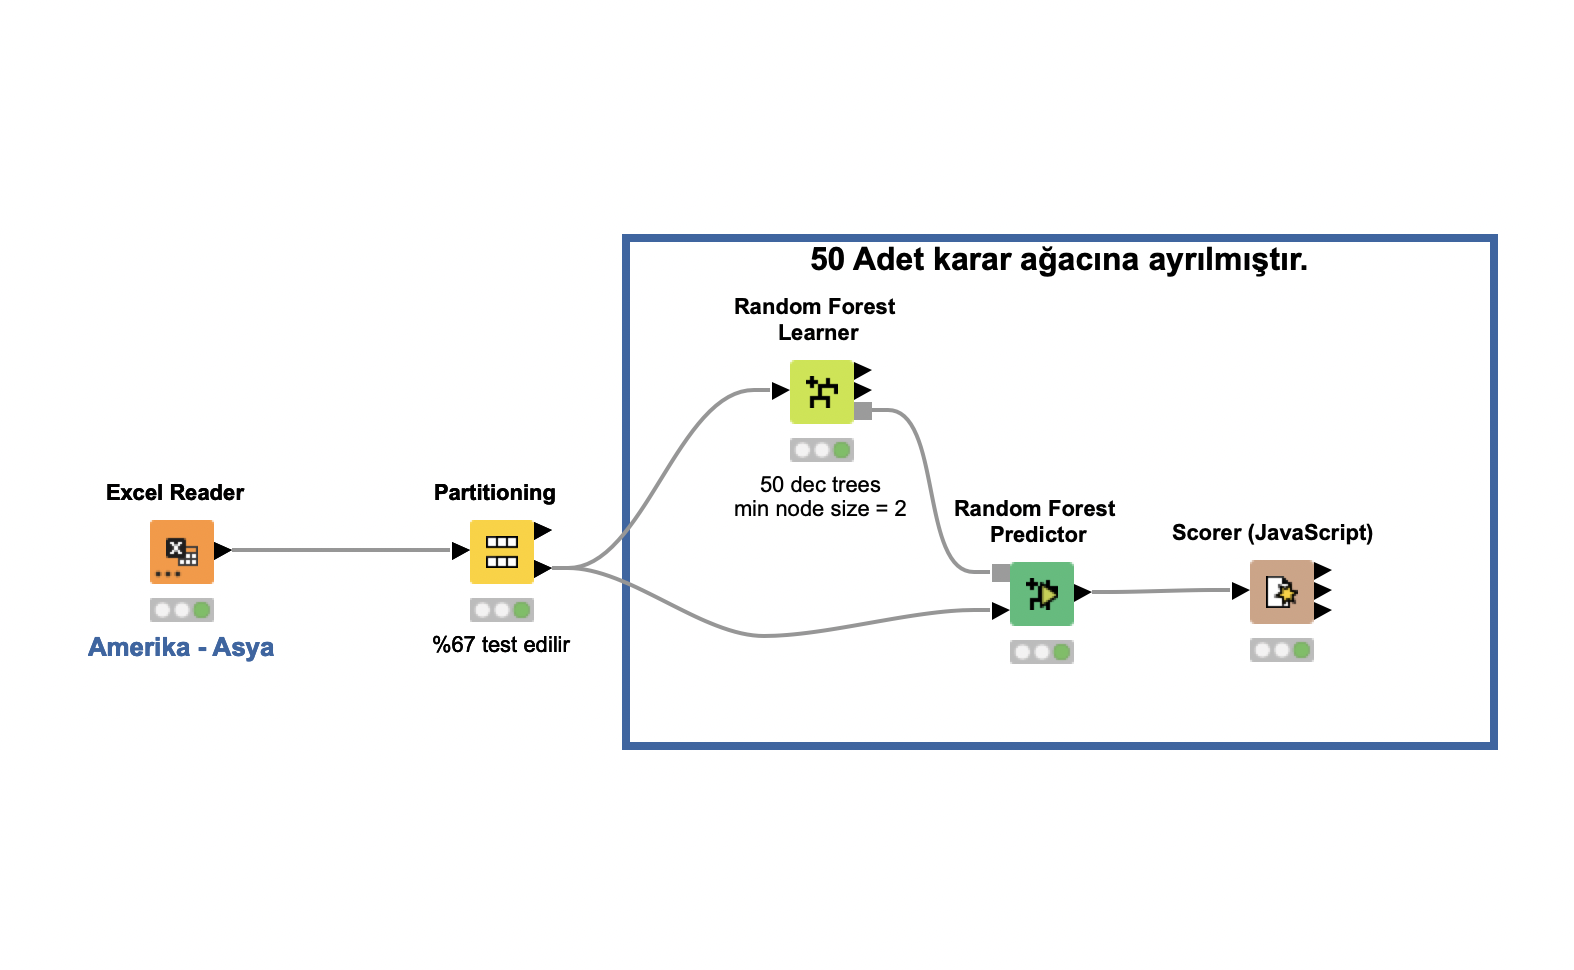 50 Adet karar ağacına ayrılmıştır.
Random Forest
Learner
50 dec trees
min node size = 2
Excel Reader
Amerika - Asya
Partitioning
%67 test edilir
Random Forest
Predictor
Scorer (JavaScript)